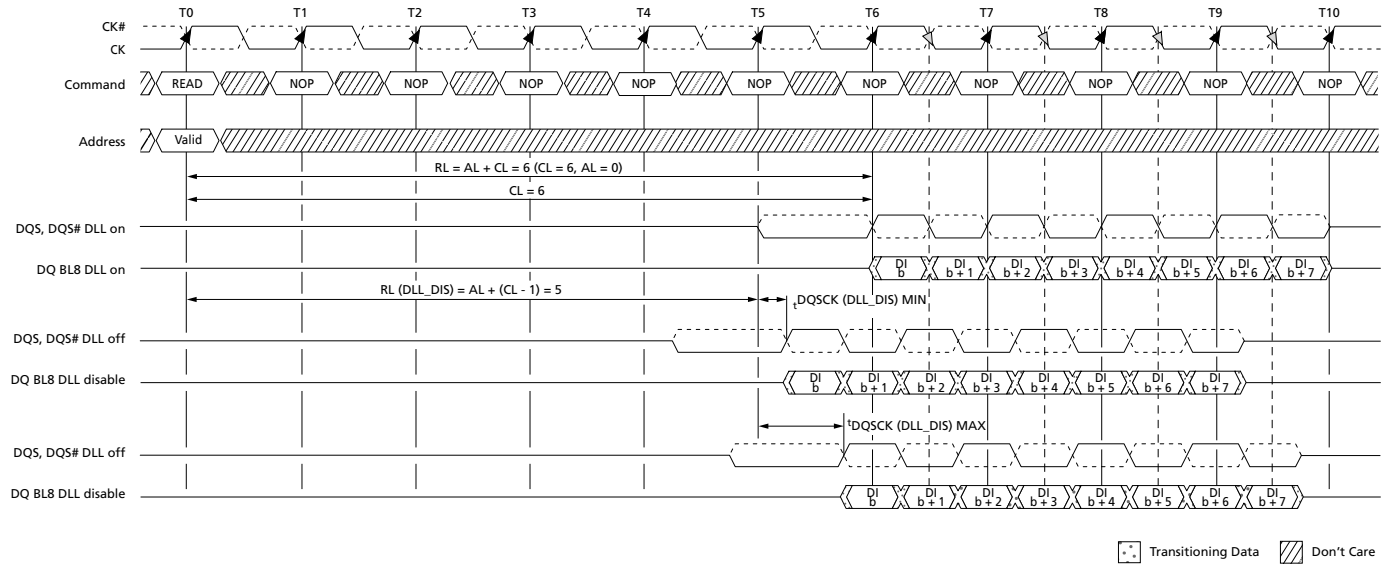 T0 T1 T2 T3 T4 T5 T6 T7 T8 T9 T10
CK#
CK
Command READ NOP NOP NOP NOP NOP NOP NOP NOP NOP NOP
Address Valid
RL = AL + CL = 6 (CL = 6, AL = 0)
CL = 6
DQS, DQS# DLL on
DQ BL8 DLL on DI b DI b + 1 DI b + 2 DI b + 3 DI b + 4 DI b + 5 DI b + 6 DI b + 7
RL (DLL_DIS) = AL + (CL - 1) = 5
tDQSCK (DLL_DIS) MIN
DQS, DQS# DLL off
DQ BL8 DLL disable DI b DI b + 1 DI b + 2 DI b + 3 DI b + 4 DI b + 5 DI b + 6 DI b + 7
tDQSCK (DLL_DIS) MAX
DQS, DQS# DLL off
DQ BL8 DLL disable DI b DI b + 1 DI b + 2 DI b + 3 DI b + 4 DI b + 5 DI b + 6 DI b + 7
Transitioning Data Don't Care